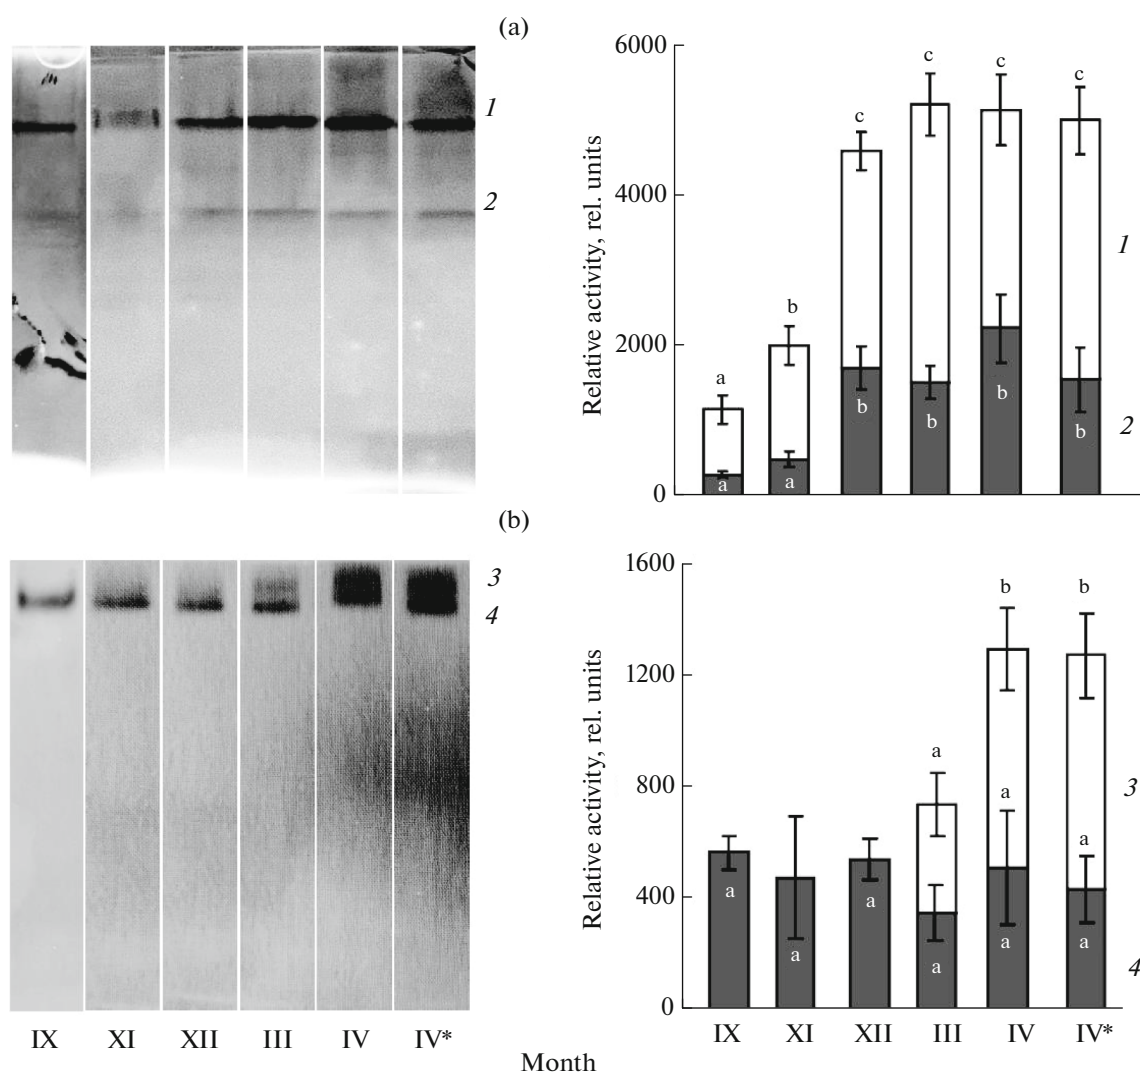 (a)
1
2
Relative activity, rel. units
6000
4000
2000
0
a
b
c
c
c
c
a
a
b
b
b
b
1
2
(b)
3
4
IX XI XII III IV IV*
Relative activity, rel. units
1600
1200
800
400
0
a
b
b
a
a
a
a
a
a
a
a
3
4
IX XI XII III IV IV*
Month